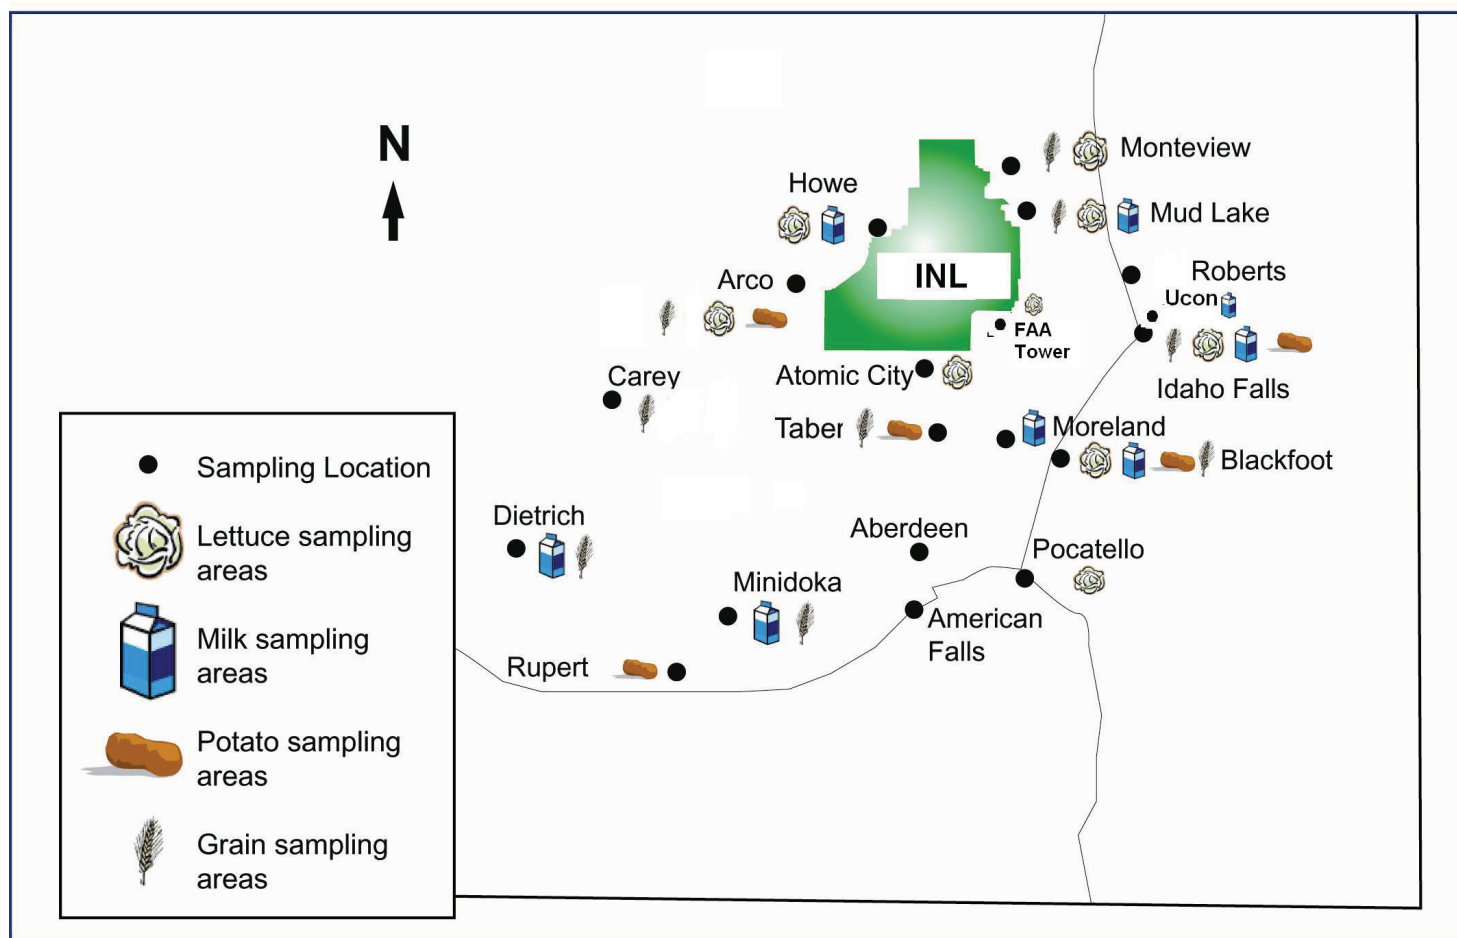 N
Monteview
Howe
Mud Lake
Arco
INL
Roberts
Ucon
FAA
Tower
Carey
Atomic City
Idaho Falls
Taber
Moreland
Blackfoot
Sampling Location
Lettuce sampling
areas
Milk sampling
areas
Potato sampling
areas
Grain sampling
areas
Dietrich
Aberdeen
Pocatello
Minidoka
American
Falls
Rupert